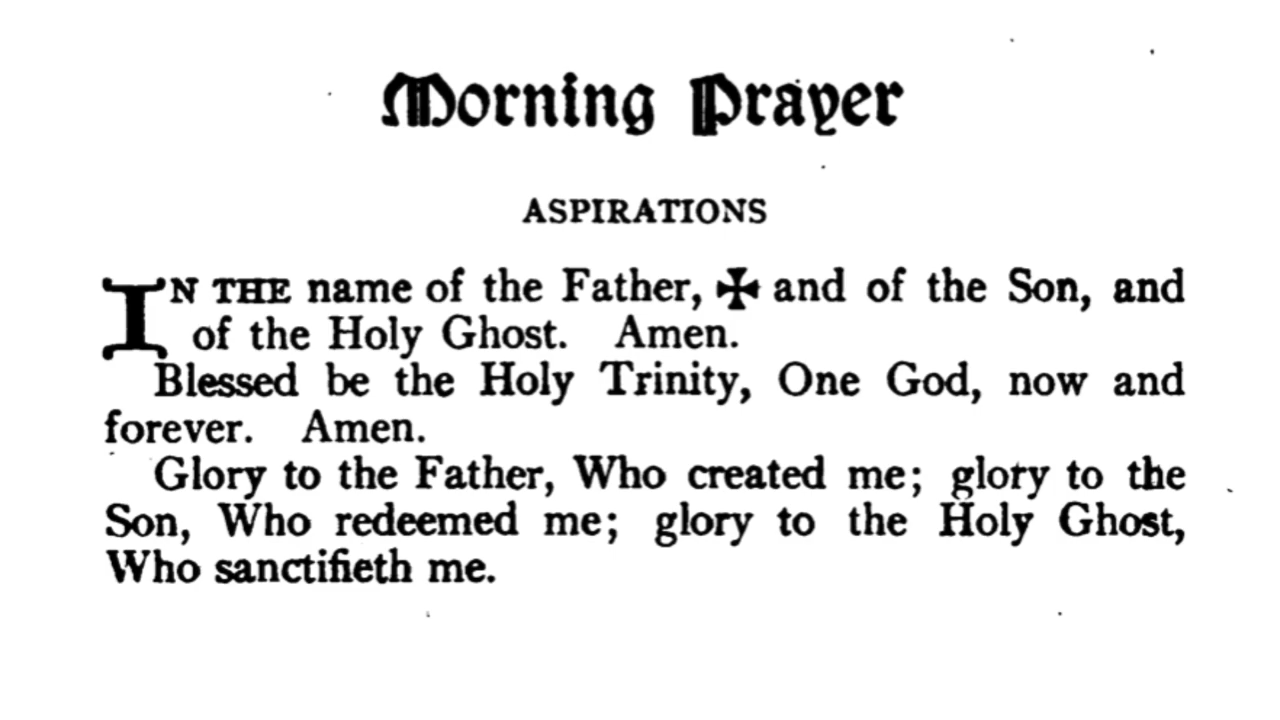 Morning Prayer
ASPIRATIONS
IN THE name of the Father, ✠ and of the Son, and
of the Holy Ghost. Amen.
Blessed be the Holy Trinity, One God, now and
forever. Amen.
Glory to the Father, Who created me; glory to the
Son, Who redeemed me; glory to the Holy Ghost,
Who sanctifieth me.